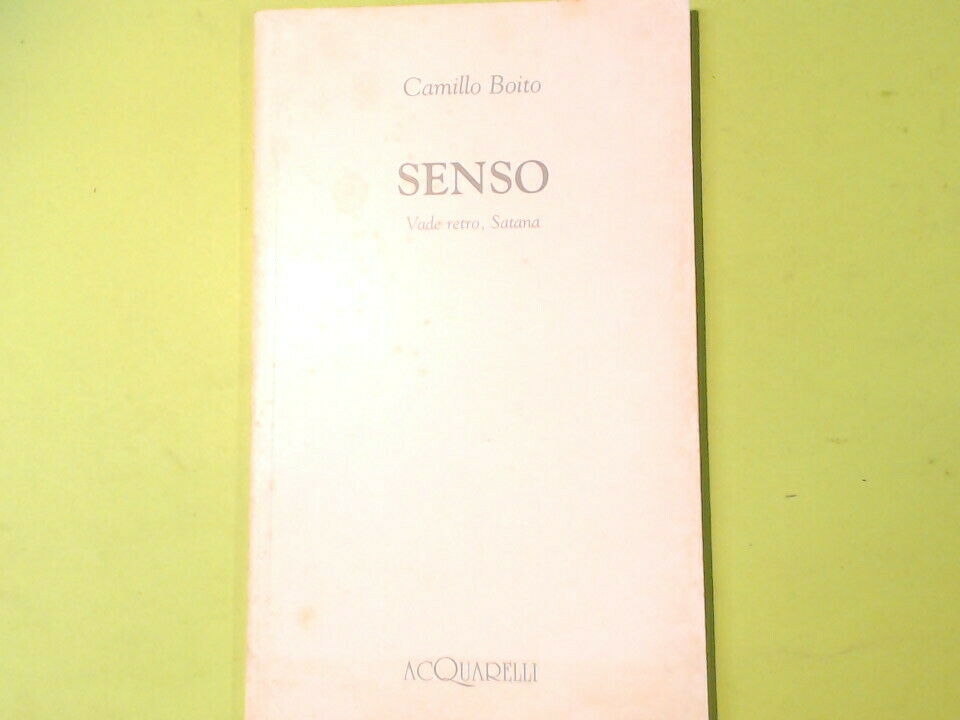 Camillo Boito
SENSO
Vade retro, Satana
ACQUARELLI